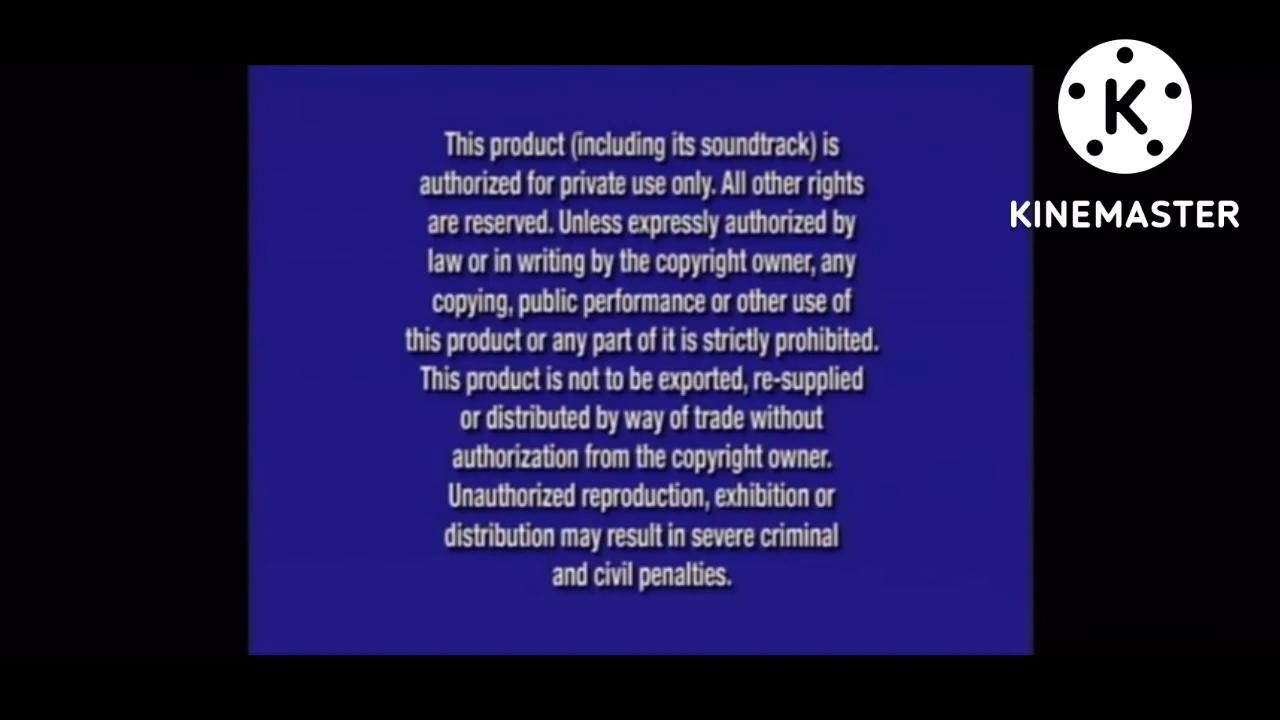 This product (including its soundtrack) is
authorized for private use only. All other rights
are reserved. Unless expressly authorized by
law or in writing by the copyright owner, any
copying, public performance or other use of
this product or any part of it is strictly prohibited.
This product is not to be exported, re-supplied
or distributed by way of trade without
authorization from the copyright owner.
Unauthorized reproduction, exhibition or
distribution may result in severe criminal
and civil penalties.
K
KINEMASTER